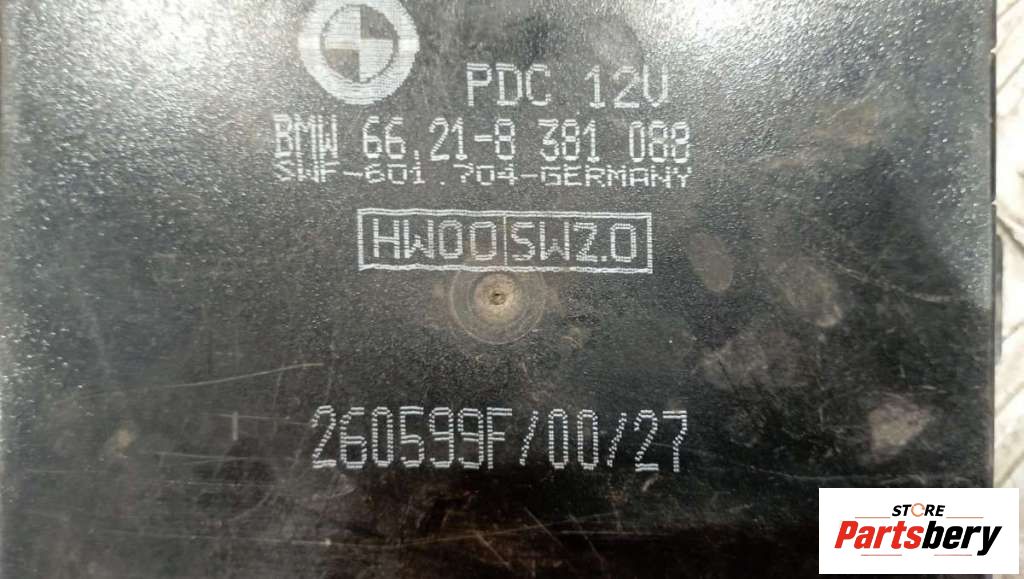 PDC 12V
BMW 66.21-8 381 088
SWF-601.704-GERMANY
HW00 SW2.0
260599F/00/27
STORE
Partsbery